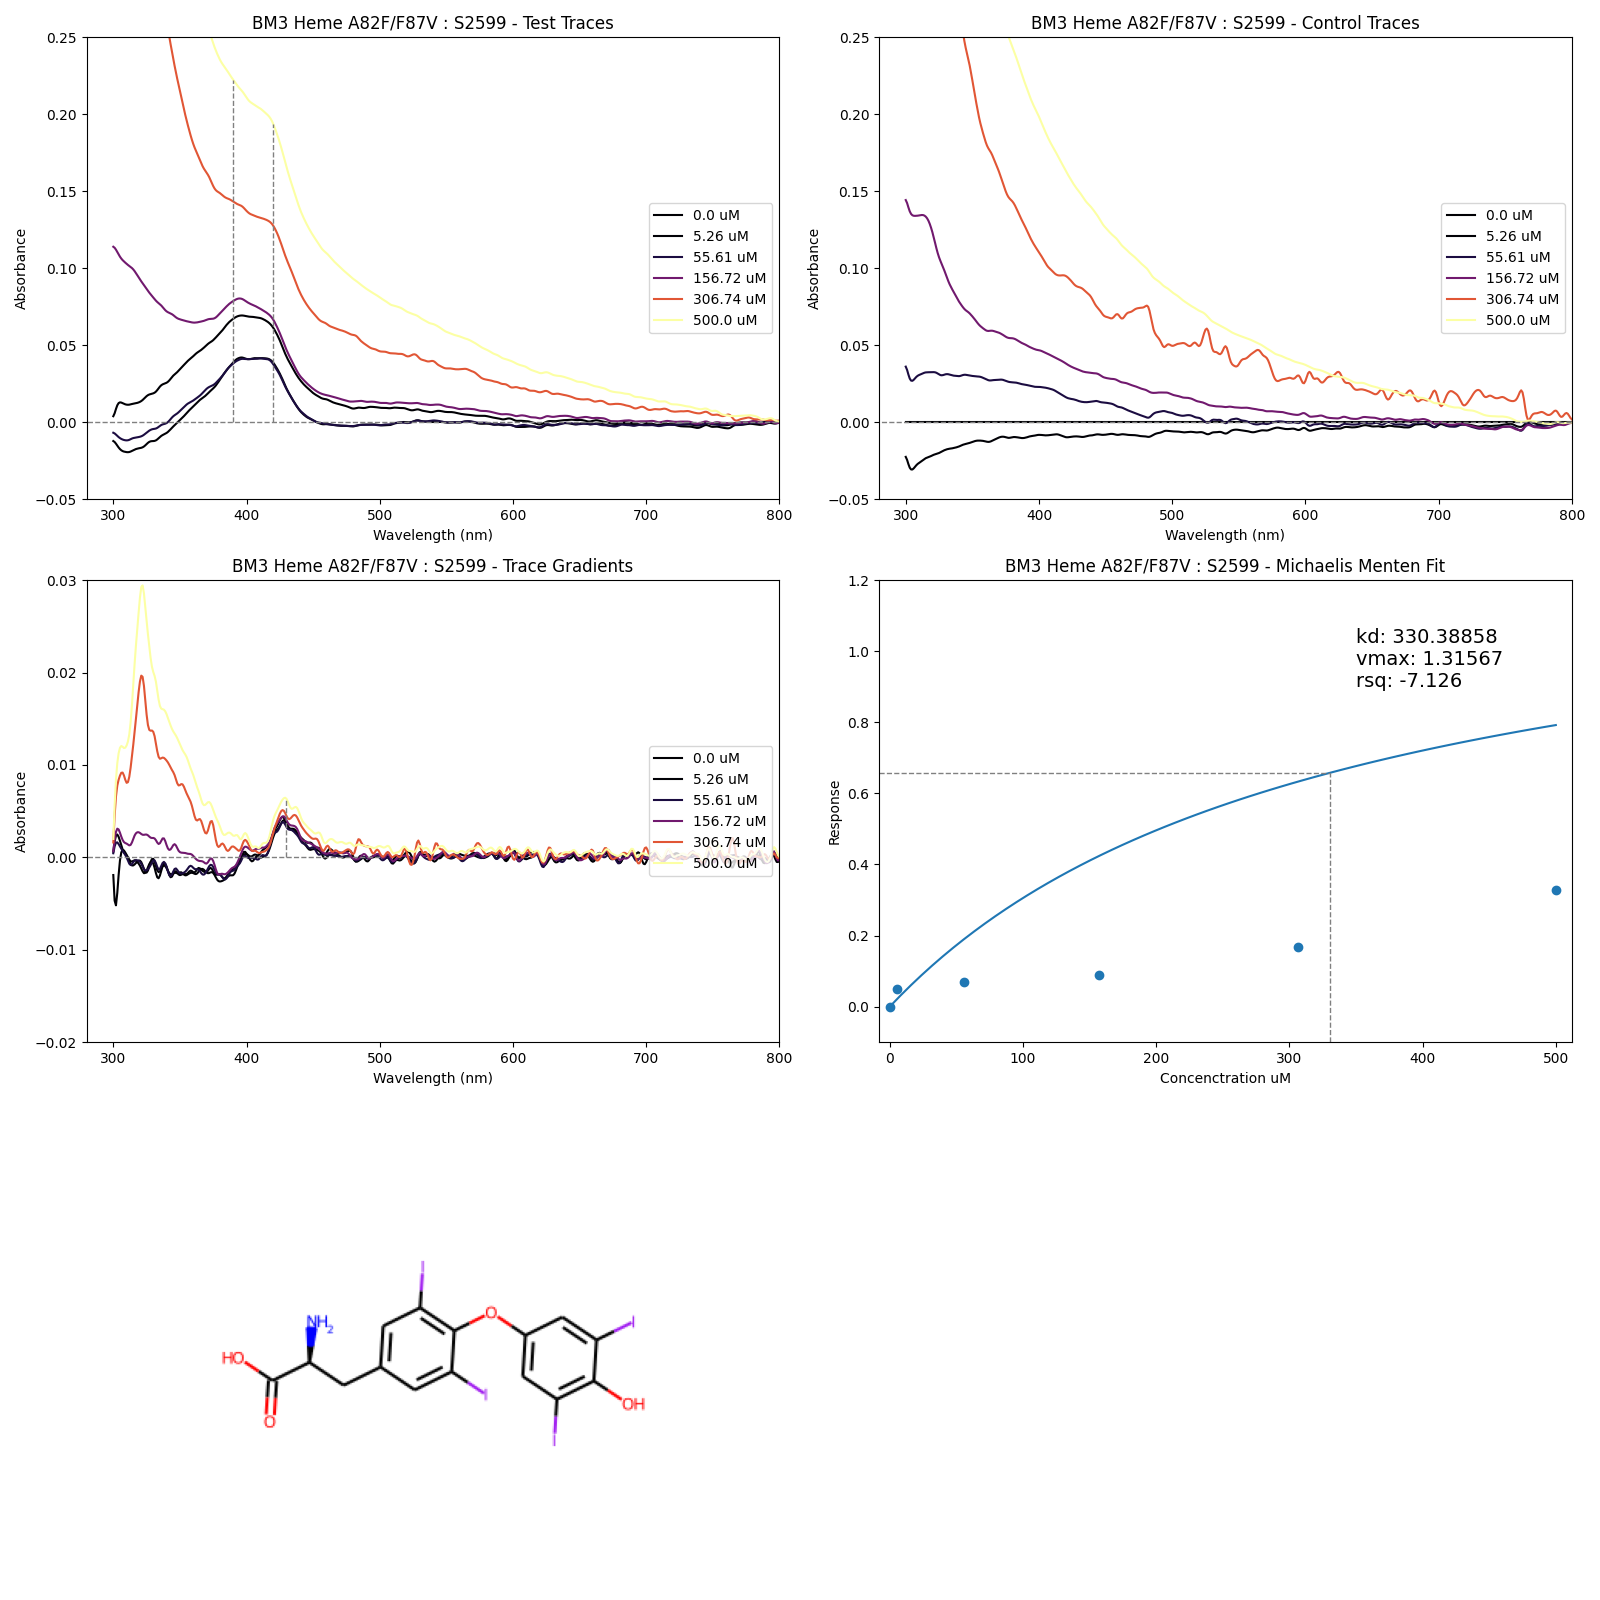 BM3 Heme A82F/F87V : S2599 - Test Traces
0.25
0.20
0.15
0.10
0.05
0.00
−0.05
Absorbance
300 400 500 600 700 800
Wavelength (nm)
0.0 uM
5.26 uM
55.61 uM
156.72 uM
306.74 uM
500.0 uM
BM3 Heme A82F/F87V : S2599 - Control Traces
0.25
0.20
0.15
0.10
0.05
0.00
−0.05
Absorbance
300 400 500 600 700 800
Wavelength (nm)
0.0 uM
5.26 uM
55.61 uM
156.72 uM
306.74 uM
500.0 uM
BM3 Heme A82F/F87V : S2599 - Trace Gradients
0.03
0.02
0.01
0.00
−0.01
−0.02
Absorbance
300 400 500 600 700 800
Wavelength (nm)
0.0 uM
5.26 uM
55.61 uM
156.72 uM
306.74 uM
500.0 uM
BM3 Heme A82F/F87V : S2599 - Michaelis Menten Fit
1.2
1.0
0.8
0.6
0.4
0.2
0.0
Response
0 100 200 300 400 500
Concenctration uM
kd: 330.38858
vmax: 1.31567
rsq: -7.126
I
NH2
O
I
HO
I
OH
O
I